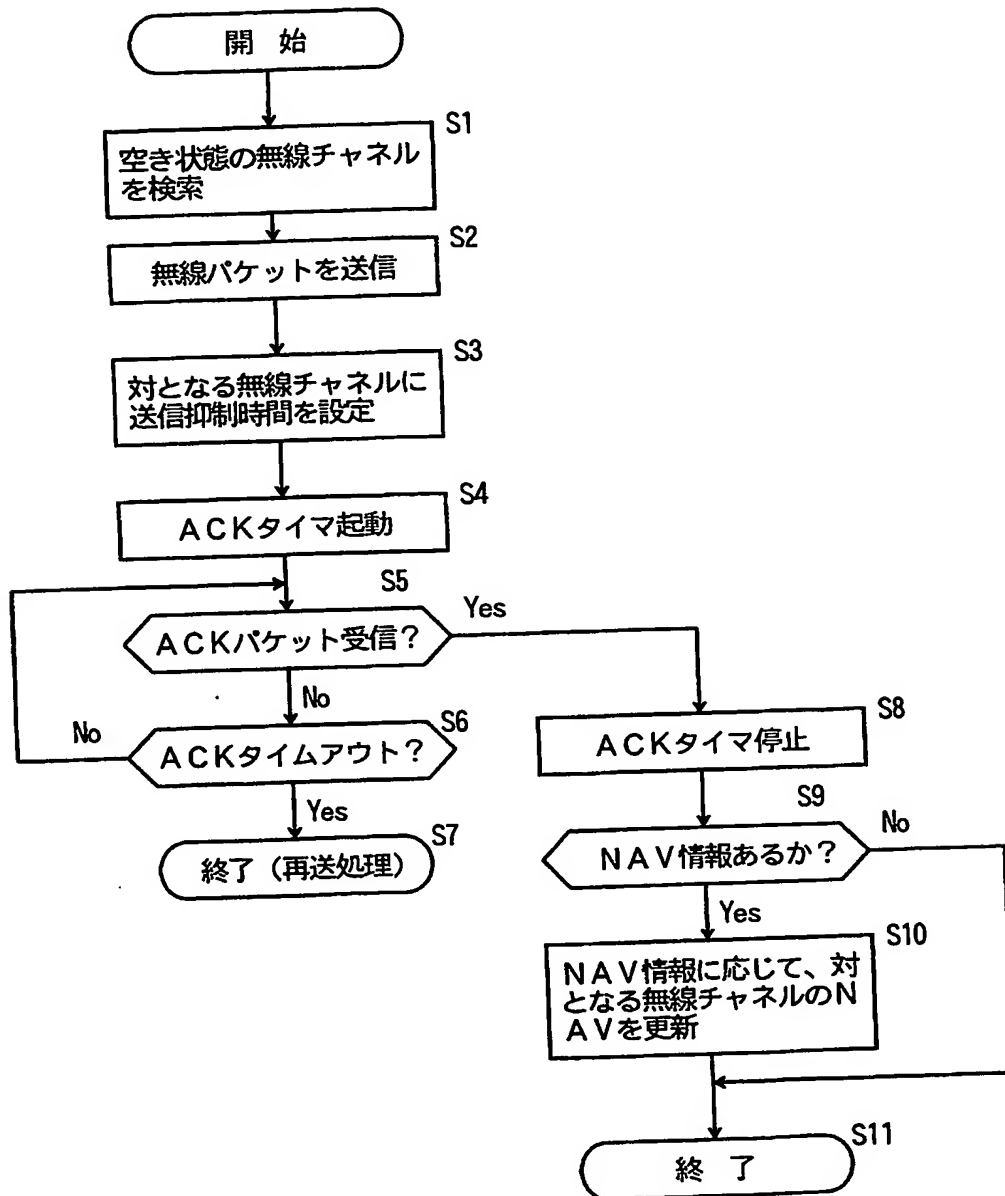 開 始
S1
空き状態の無線チャネル
を検索
S2
無線パケットを送信
S3
対となる無線チャネルに
送信抑制時間を設定
S4
ACKタイマ起動
S5
ACKパケット受信?
Yes
No
S6
No
ACKタイムアウト?
Yes
S7
終了(再送処理)
S8
ACKタイマ停止
S9
No
NAV情報あるか?
Yes
S10
NAV情報に応じて、対
となる無線チャネルのN
AVを更新
S11
終 了